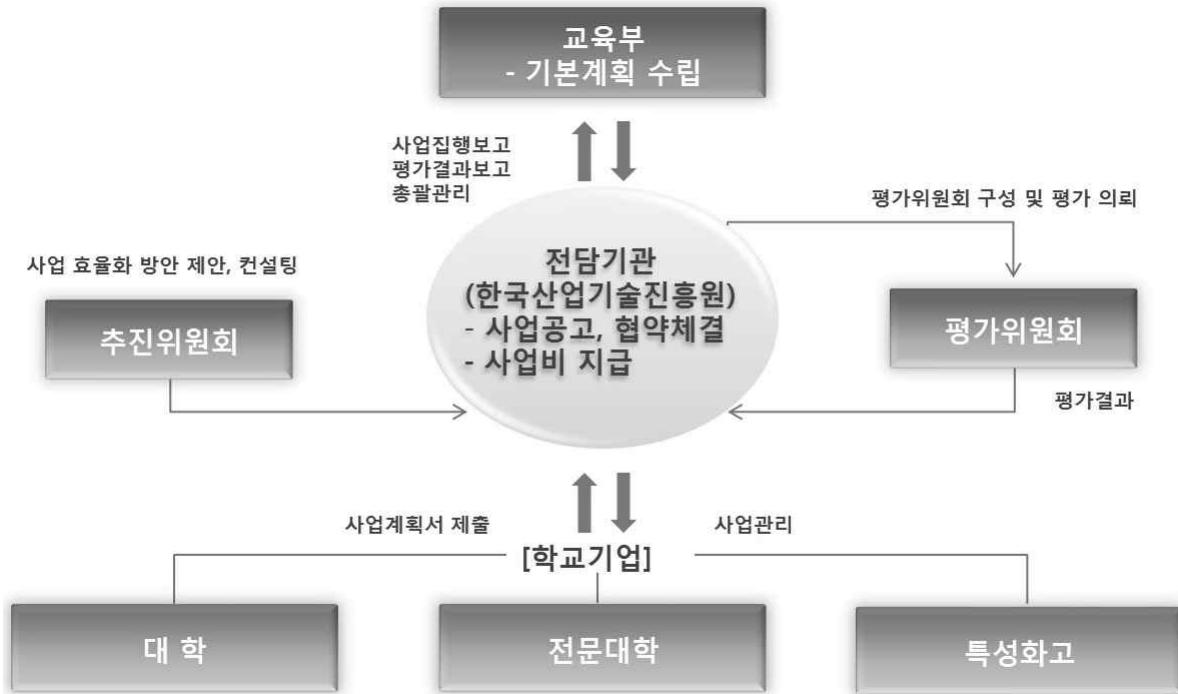 교육부
- 기본계획 수립
사업집행보고
평가결과보고
총괄관리
평가위원회 구성 및 평가 의뢰
사업 효율화 방안 제안, 컨설팅
전담기관
(한국산업기술진흥원)
- 사업공고, 협약체결
- 사업비 지급
추진위원회
평가위원회
평가결과
사업계획서 제출
사업관리
[학교기업]
대 학
전문대학
특성화고